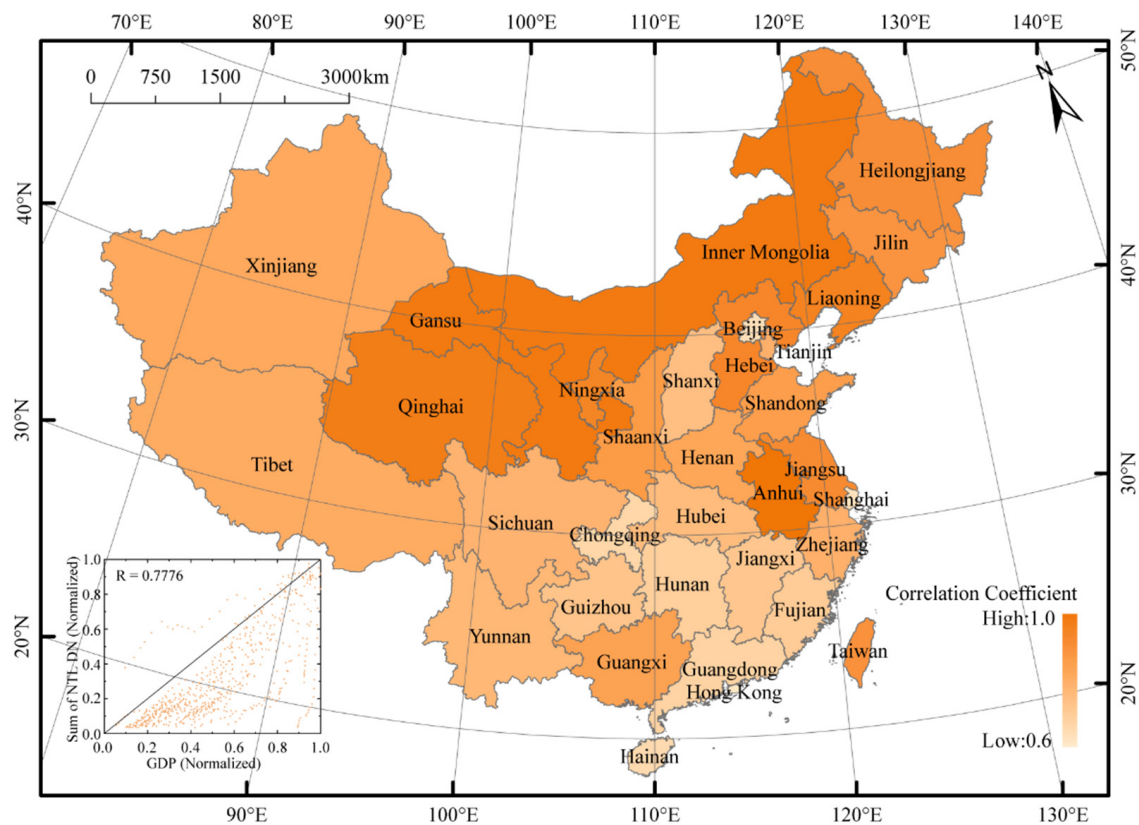 70°E 80°E 90°E 100°E 110°E 120°E 130°E 140°E
50°N
0 750 1500 3000km
N
Heilongjiang
40°N
Jilin
Inner Mongolia
40°N
Xinjiang
Liaoning
Gansu
Beijing
Tianjin
Hebei
Shanxi
Ningxia
Qinghai
Shandong
30°N
Shaanxi
Henan
Tibet
Jiangsu
30°N
Anhui
Shanghai
Sichuan
Hubei
Chongqing
Zhejiang
Jiangxi
Hunan
Correlation Coefficient
High:1.0
Guizhou
Fujian
20°N
Yunnan
Taiwan
Guangxi
Guangdong
20°N
Hong Kong
Low:0.6
Hainan
R = 0.7776
Sum of NTL-DN (Normalized)
1.0
0.8
0.6
0.4
0.2
0.0
0.0 0.2 0.4 0.6 0.8 1.0
GDP (Normalized)
90°E 100°E 110°E 120°E 130°E